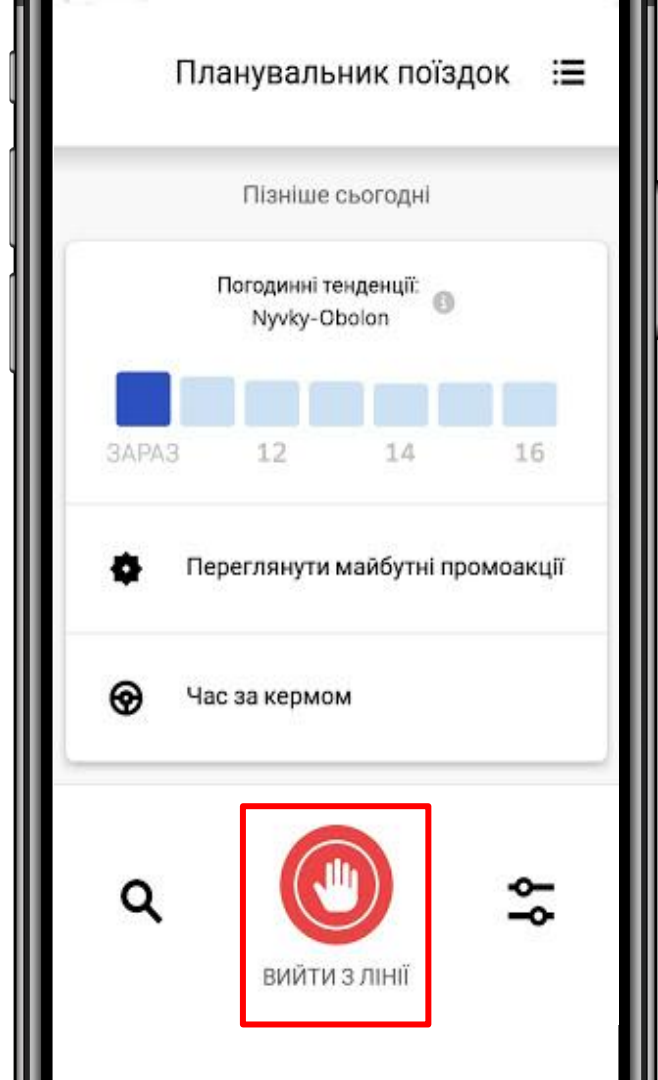 Планувальник поїздок
Пізніше сьогодні
Погодинні тенденції:
Nyvky-Obolon
ЗАРАЗ 12 14 16
Переглянути майбутні промоакції
Час за кермом
ВИЙТИ З ЛІНІЇ